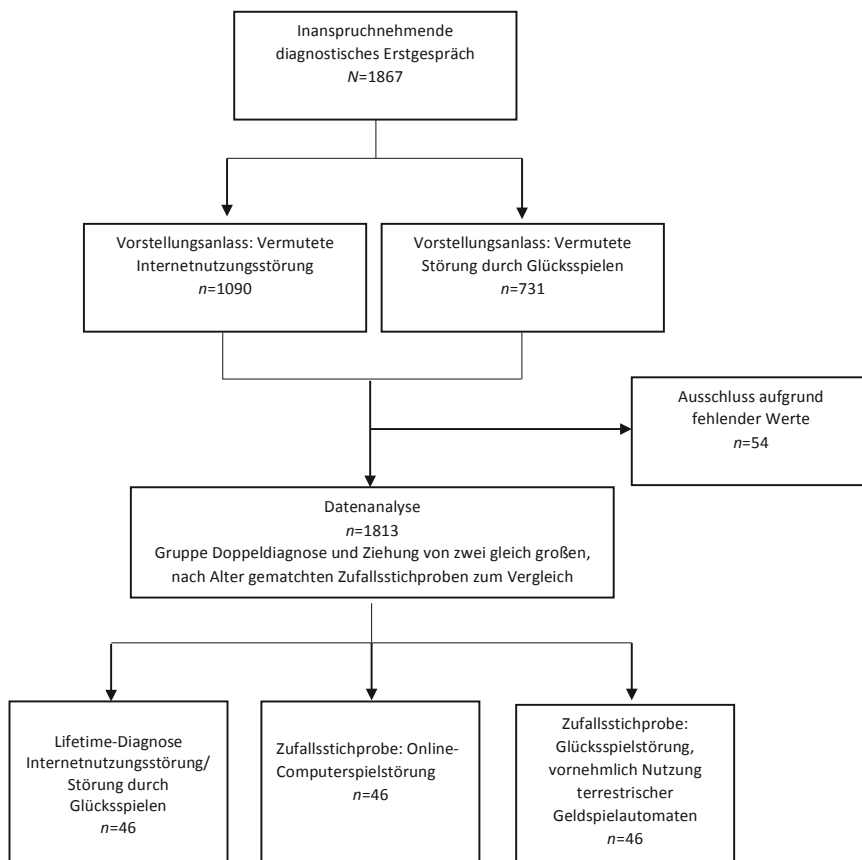 Inanspruchnehmende
diagnostisches Erstgespräch
N=1867
Vorstellungsanlass: Vermutete
Internetnutzungsstörung
n=1090
Vorstellungsanlass: Vermutete
Störung durch Glücksspielen
n=731
Ausschluss aufgrund
fehlender Werte
n=54
Datenanalyse
n=1813
Gruppe Doppeldiagnose und Ziehung von zwei gleich großen,
nach Alter gematchten Zufallsstichproben zum Vergleich
Lifetime-Diagnose
Internetnutzungsstörung/
Störung durch
Glücksspielen
n=46
Zufallsstichprobe: Online-
Computerspielstörung
n=46
Zufallsstichprobe:
Glücksspielstörung,
vornehmlich Nutzung
terrestrischer
Geldspielautomaten
n=46